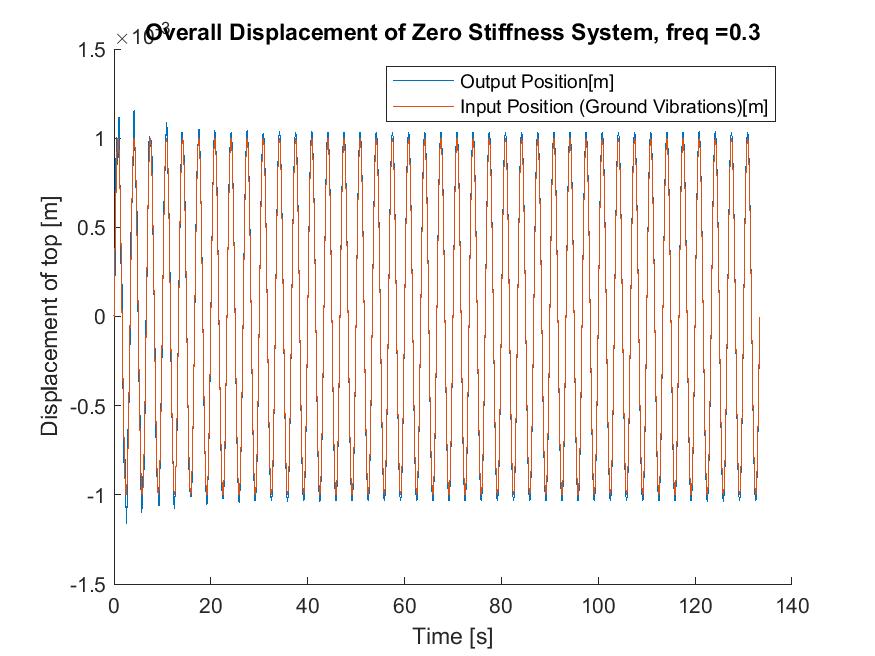 ×10-3
Overall Displacement of Zero Stiffness System, freq =0.3
Output Position[m]
Input Position (Ground Vibrations)[m]
Displacement of top [m]
1.5
1
0.5
0
-0.5
-1
-1.5
0 20 40 60 80 100 120 140
Time [s]